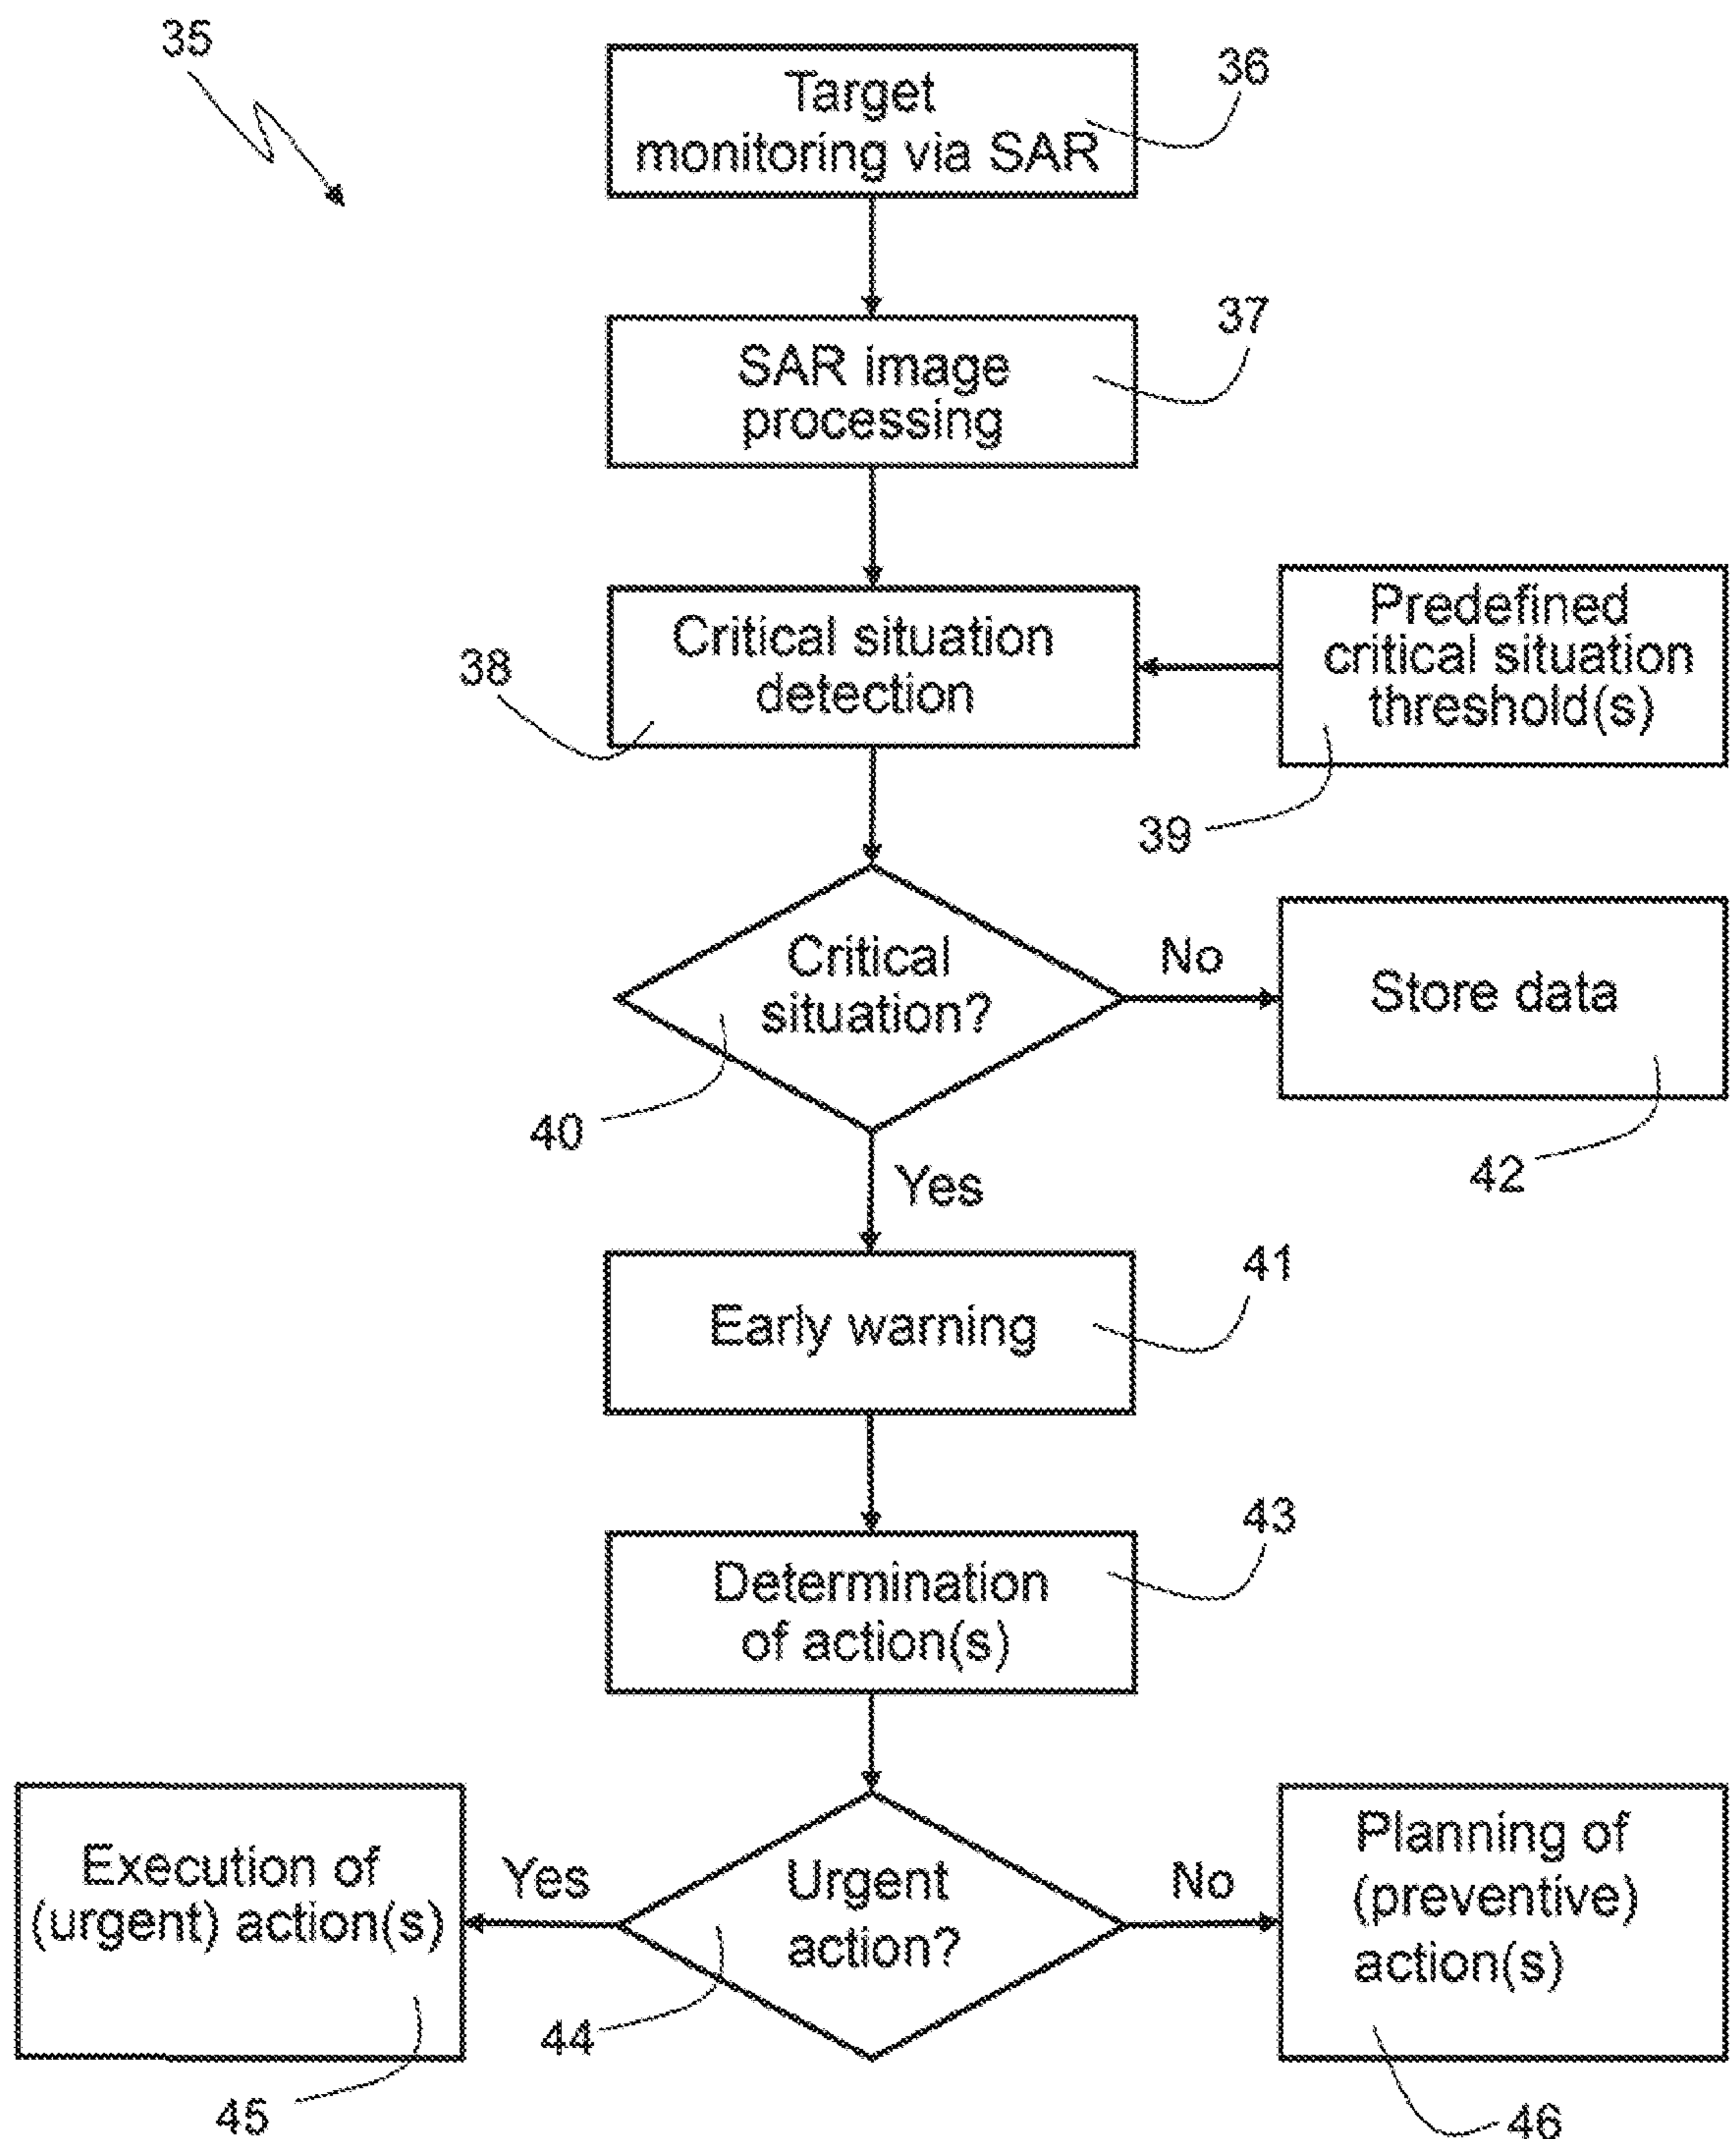 35
Target
monitoring via SAR
36
SAR image
processing
37
Critical situation
detection
38
Predefined
critical situation
threshold(s)
39
Critical
situation?
40
No
Store data
42
Yes
Early warning
41
Determination
of action(s)
43
Urgent
action?
44
Yes
Execution of
(urgent) action(s)
45
No
Planning of
(preventive)
action(s)
46